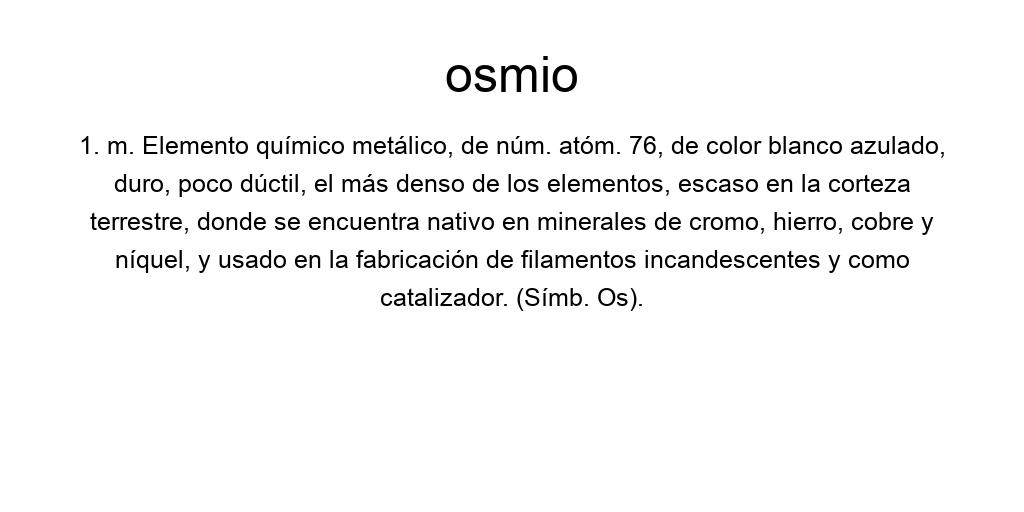 osmio
1. m. Elemento químico metálico, de núm. atóm. 76, de color blanco azulado,
duro, poco dúctil, el más denso de los elementos, escaso en la corteza
terrestre, donde se encuentra nativo en minerales de cromo, hierro, cobre y
níquel, y usado en la fabricación de filamentos incandescentes y como
catalizador. (Símb. Os).